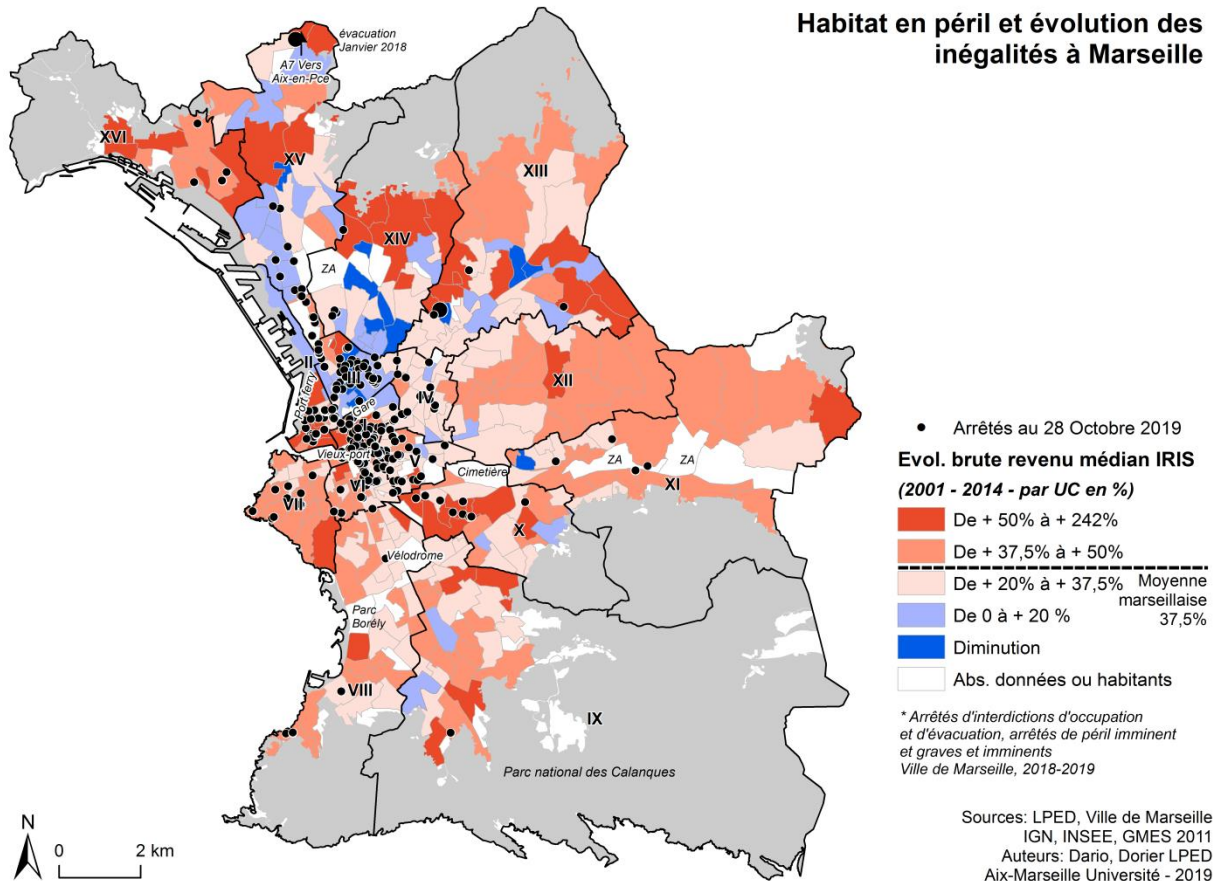 Habitat en péril et évolution des
inégalités à Marseille
évacuation
Janvier 2018
A7 Vers
Aix-en-Pce
XVI
XV
XIII
XIV
ZA
II
III
XII
Port ferry
Gare
IV
I
Vieux-port
V
Cimetière
ZA
ZA
VI
XI
VII
X
Vélodrome
Parc
Borély
VIII
IX
Parc national des Calanques
Arrêtés au 28 Octobre 2019
Evol. brute revenu médian IRIS
(2001 - 2014 - par UC en %)
De + 50% à + 242%
De + 37,5% à + 50%
De + 20% à + 37,5%
Moyenne
marseillaise
37,5%
De 0 à + 20 %
Diminution
Abs. données ou habitants
* Arrêtés d'interdictions d'occupation
et d'évacuation, arrêtés de péril imminent
et graves et imminents
Ville de Marseille, 2018-2019
Sources: LPED, Ville de Marseille
IGN, INSEE, GMES 2011
Auteurs: Dario, Dorier LPED
Aix-Marseille Université - 2019
N
0 2 km